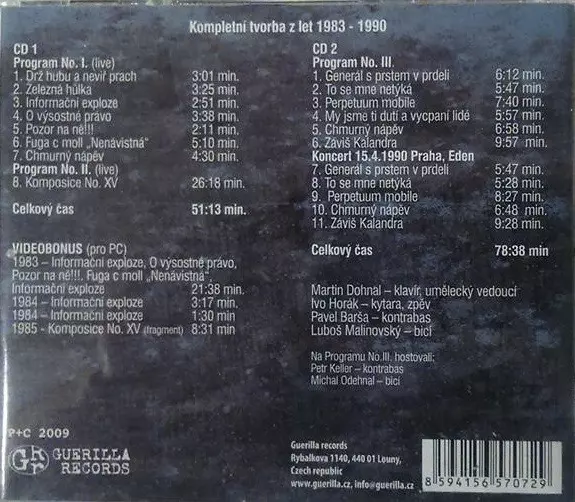 Kompletní tvorba z let 1983 - 1990
CD 1
Program No. I. (live)
1. Drž hubu a neviř prach 3:01 min.
2. Železná hůlka 3:25 min.
3. Informační exploze 2:51 min.
4. O výsostné právo 3:38 min.
5. Pozor na ně!!! 2:11 min.
6. Fuga c moll „Nenávistná“ 5:10 min.
7. Chmurný nápěv 4:30 min.
Program No. II. (live)
8. Komposice No. XV 26:18 min.
Celkový čas 51:13 min.
VIDEOBONUS (pro PC)
1983 – Informační exploze, O výsostné právo,
Pozor na ně!!!. Fuga c moll „Nenávistná“,
Informační exploze 21:38 min.
1984 – Informační exploze 3:17 min.
1984 – Informační exploze 1:30 min
1985 - Komposice No. XV (fragment) 8:31 min
P+C 2009
GR
GUERILLA
RECORDS
CD 2
Program No. III.
1. Generál s prstem v prdeli 6:12 min.
2. To se mne netýká 5:47 min.
3. Perpetuum mobile 7:40 min.
4. My jsme ti dutí a vycpaní lidé 5:57 min.
5. Chmurný nápěv 6:58 min.
6. Záviš Kalandra 9:57 min.
Koncert 15.4.1990 Praha, Eden
7. Generál s prstem v prdeli 5:47 min.
8. To se mne netýká 5:28 min.
9. Perpetuum mobile 8:27 min.
10. Chmurný nápěv 6:48 min.
11. Záviš Kalandra 9:28 min.
Celkový čas 78:38 min
Martin Dohnal – klavír, umělecký vedoucí
Ivo Horák – kytara, zpěv
Pavel Barša – kontrabas
Luboš Malinovský – bicí
Na Programu No.III. hostovali:
Petr Keller – kontrabas
Michal Odehnal – bicí
Guerilla records
Rybalkova 1140, 440 01 Louny,
Czech republic
www.guerilla.cz, info@guerilla.cz
8 594156 570729